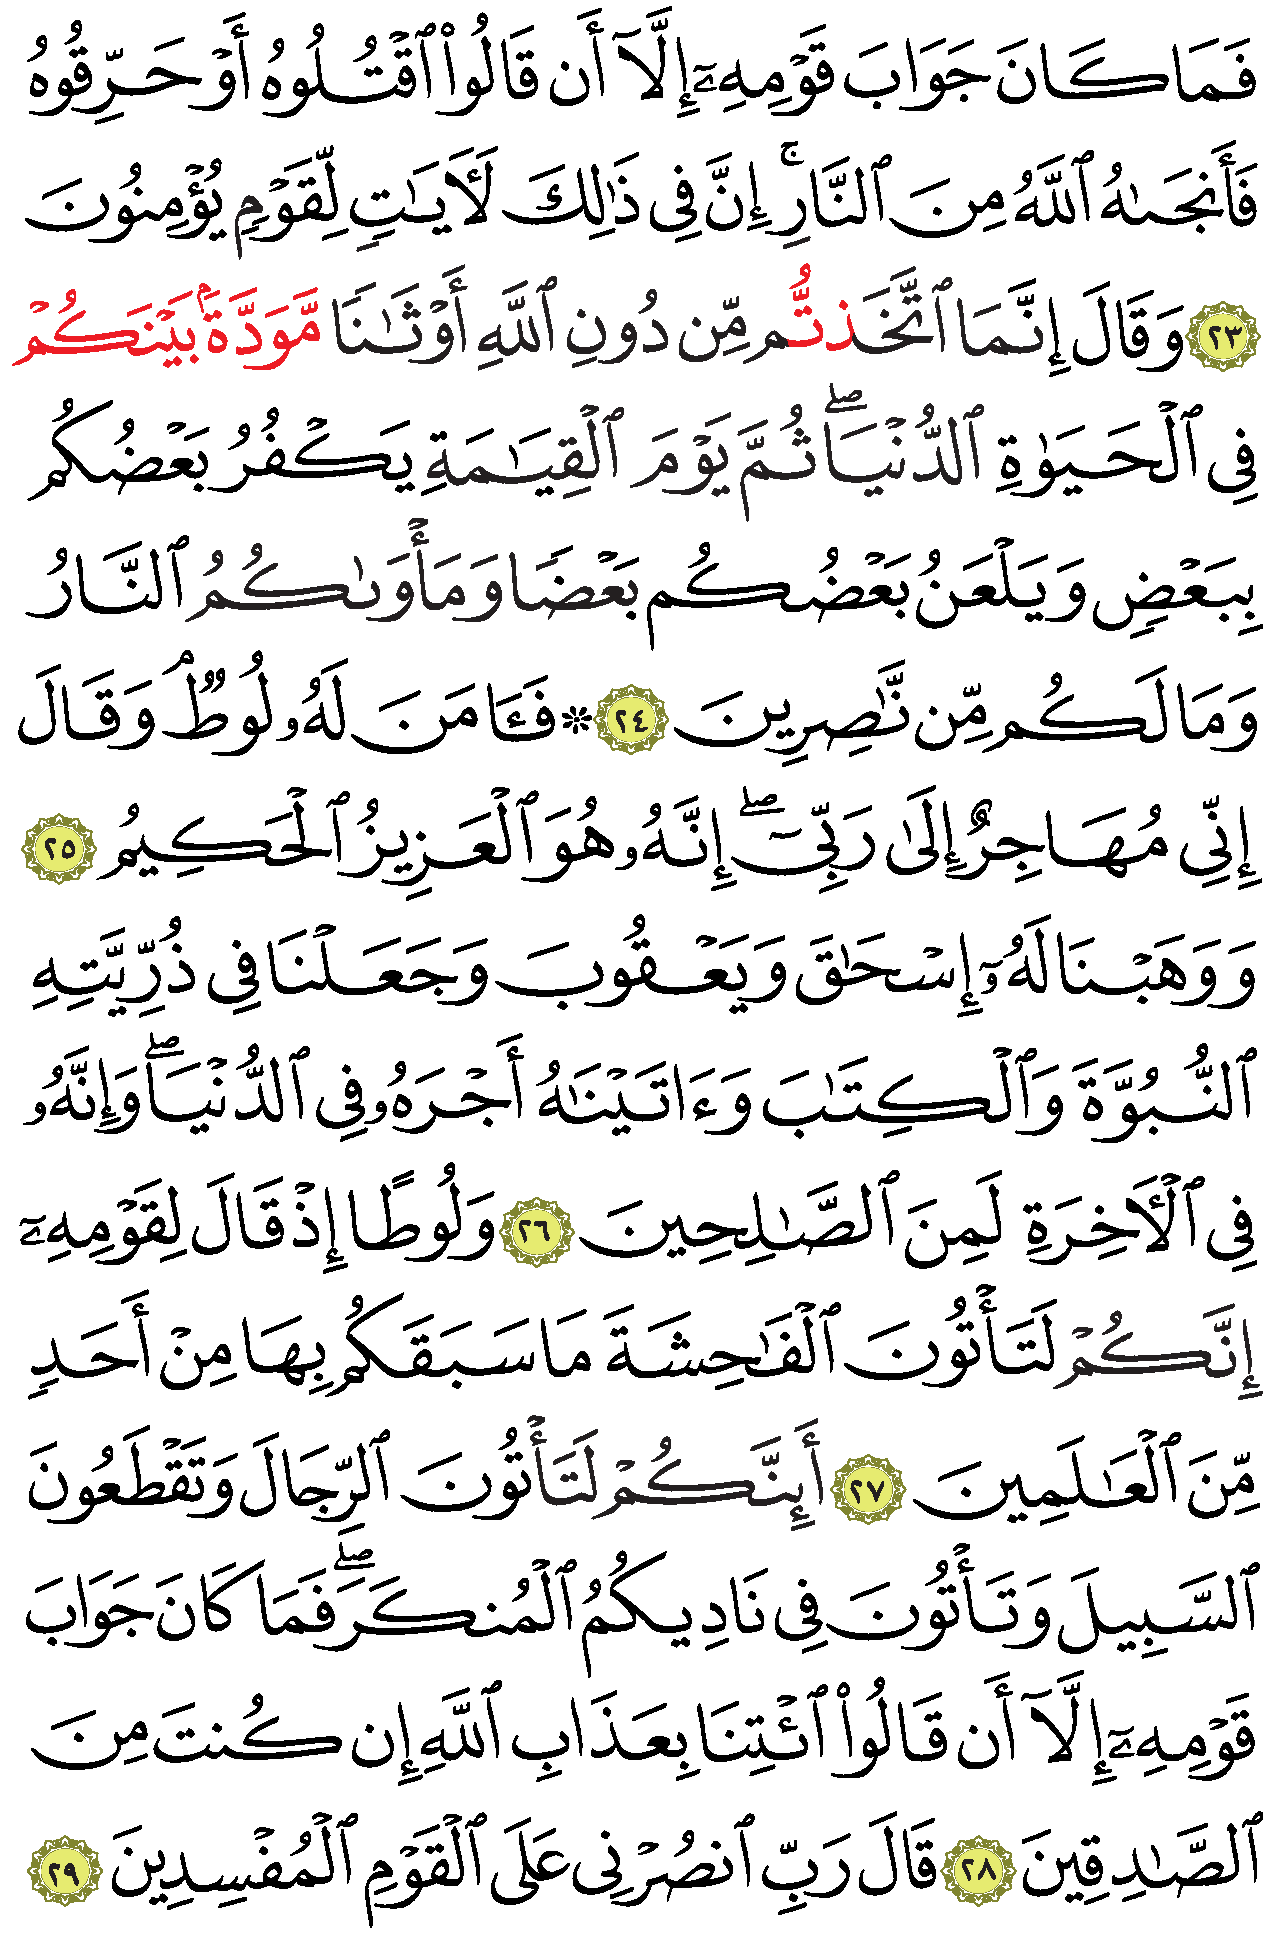 فَمَا كَانَ جَوَابَ قَوْمِهِۦٓ إِلَّآ أَن قَالُوا۟ ٱقْتُلُوهُ أَوْ حَرِّقُوهُ
فَأَنجَىٰهُ ٱللَّهُ مِنَ ٱلنَّارِ ۚ إِنَّ فِى ذَٰلِكَ لَـَٔايَـٰتٍ لِّقَوْمٍ يُؤْمِنُونَ
٢٣ وَقَالَ إِنَّمَا ٱتَّخَذتُّم مِّن دُونِ ٱللَّهِ أَوْثَـٰنًا مَّوَدَّةَۢ بَيْنَكُمْ
فِى ٱلْحَيَوٰةِ ٱلدُّنْيَا ۖ ثُمَّ يَوْمَ ٱلْقِيَـٰمَةِ يَكْفُرُ بَعْضُكُم
بِبَعْضٍ وَيَلْعَنُ بَعْضُكُم بَعْضًا وَمَأْوَىٰكُمُ ٱلنَّارُ
وَمَا لَكُم مِّن نَّـٰصِرِينَ ٢٤ ۞ فَـَٔامَنَ لَهُۥ لُوطٌۘ وَقَالَ
إِنِّى مُهَاجِرٌ إِلَىٰ رَبِّىٓ ۖ إِنَّهُۥ هُوَ ٱلْعَزِيزُ ٱلْحَكِيمُ ٢٥
وَوَهَبْنَا لَهُۥٓ إِسْحَـٰقَ وَيَعْقُوبَ وَجَعَلْنَا فِى ذُرِّيَّتِهِ
ٱلنُّبُوَّةَ وَٱلْكِتَـٰبَ وَءَاتَيْنَـٰهُ أَجْرَهُۥ فِى ٱلدُّنْيَا ۖ وَإِنَّهُۥ
فِى ٱلْـَٔاخِرَةِ لَمِنَ ٱلصَّـٰلِحِينَ ٢٦ وَلُوطًا إِذْ قَالَ لِقَوْمِهِۦٓ
إِنَّكُمْ لَتَأْتُونَ ٱلْفَـٰحِشَةَ مَا سَبَقَكُم بِهَا مِنْ أَحَدٍ
مِّنَ ٱلْعَـٰلَمِينَ ٢٧ أَئِنَّكُمْ لَتَأْتُونَ ٱلرِّجَالَ وَتَقْطَعُونَ
ٱلسَّبِيلَ وَتَأْتُونَ فِى نَادِيكُمُ ٱلْمُنكَرَ ۖ فَمَا كَانَ جَوَابَ
قَوْمِهِۦٓ إِلَّآ أَن قَالُوا۟ ٱئْتِنَا بِعَذَابِ ٱللَّهِ إِن كُنتَ مِنَ
ٱلصَّـٰدِقِينَ ٢٨ قَالَ رَبِّ ٱنصُرْنِى عَلَى ٱلْقَوْمِ ٱلْمُفْسِدِينَ ٢٩